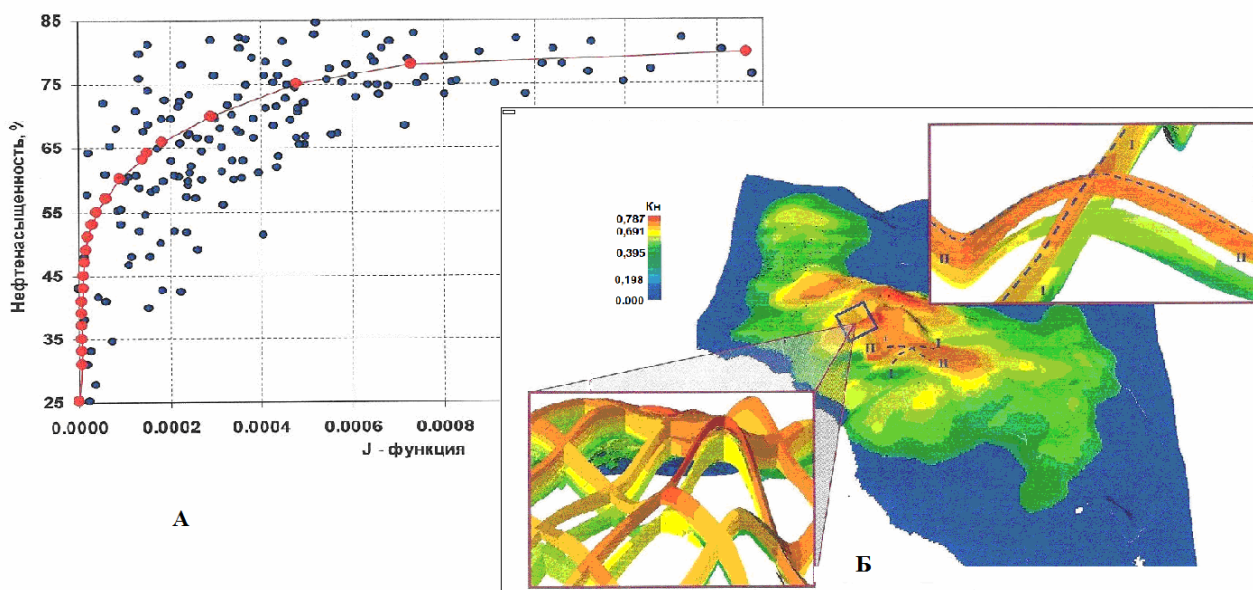 Нефтенасыщенность, %
85
75
65
55
45
35
25
0.0000
0.0002
0.0004
0.0006
0.0008
J - функция
А
Кн
0,787
0,691
0,395
0,198
0.000
II
I
I
II
I
II
I
II
Б